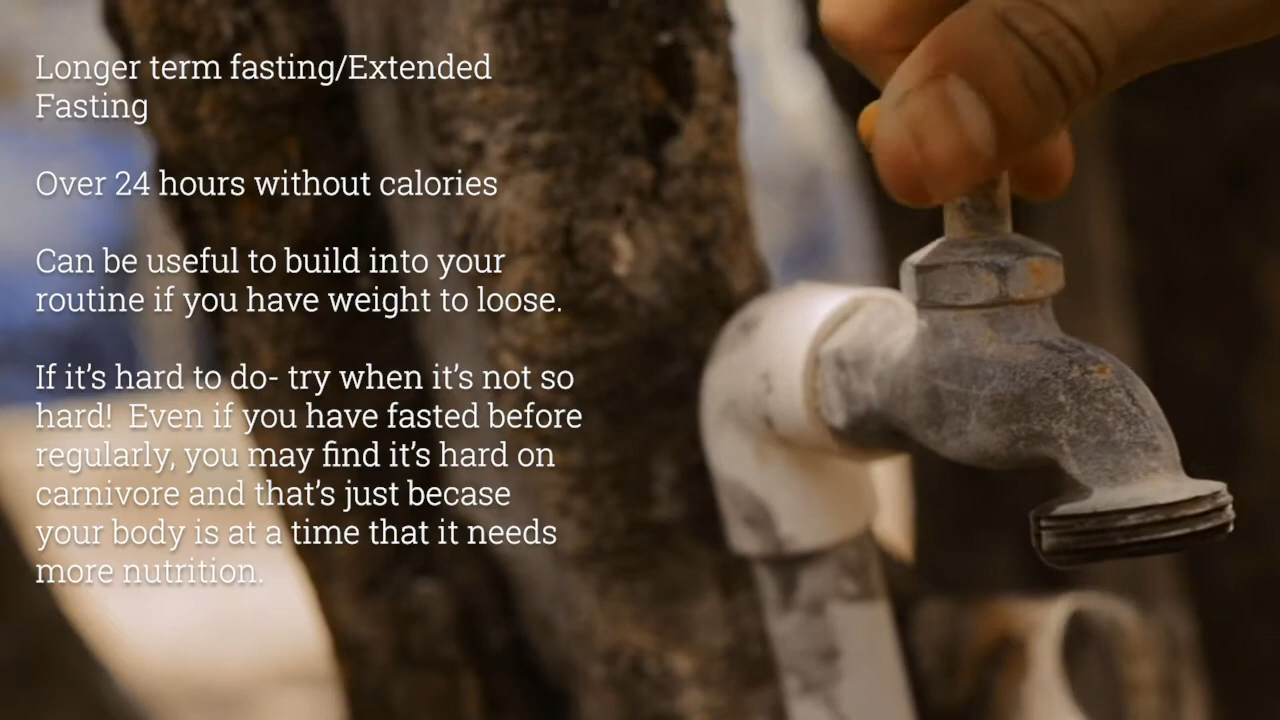 Longer term fasting/Extended
Fasting
Over 24 hours without calories
Can be useful to build into your
routine if you have weight to loose.
If it’s hard to do- try when it’s not so
hard!  Even if you have fasted before
regularly, you may find it’s hard on
carnivore and that’s just becase
your body is at a time that it needs
more nutrition.